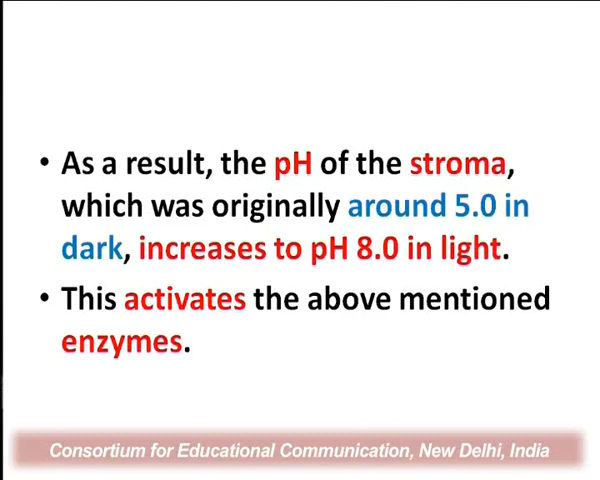 • As a result, the pH of the stroma,
which was originally around 5.0 in
dark, increases to pH 8.0 in light.
• This activates the above mentioned
enzymes.
Consortium for Educational Communication, New Delhi, India